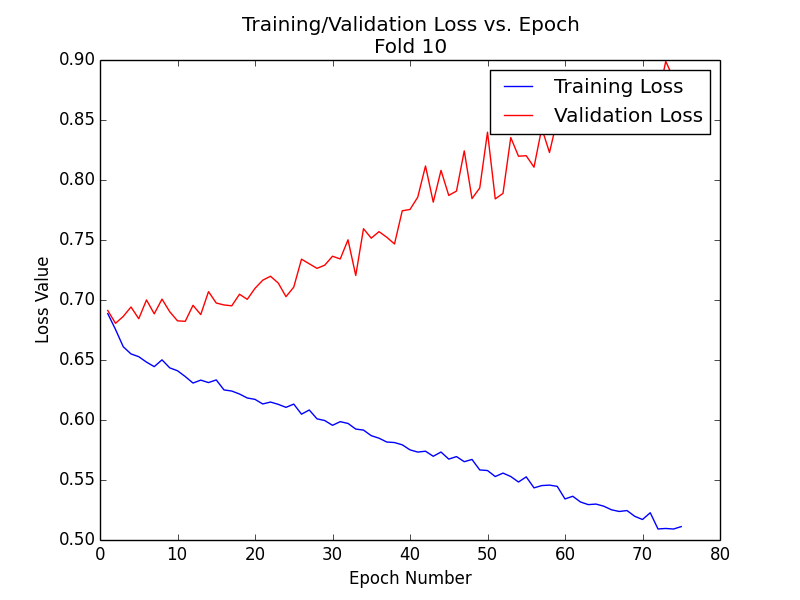 Training/Validation Loss vs. Epoch
Fold 10
0.90
0.85
0.80
0.75
0.70
0.65
0.60
0.55
0.50
Loss Value
Training Loss
Validation Loss
0 10 20 30 40 50 60 70 80
Epoch Number